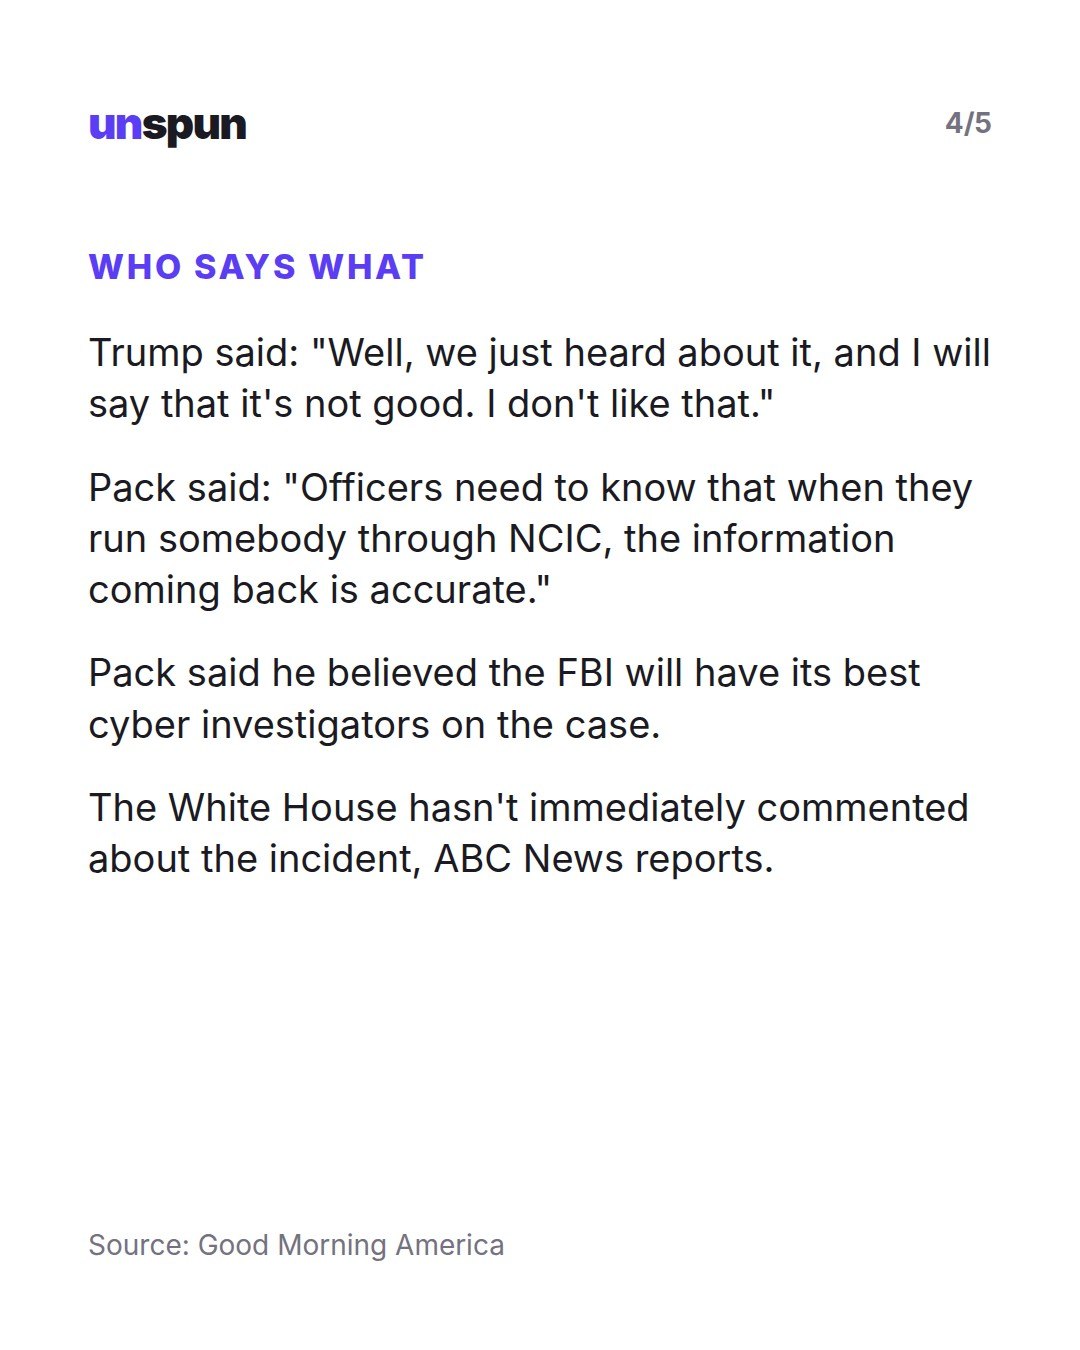 unspun
4/5
WHO SAYS WHAT
Trump said: "Well, we just heard about it, and I will
say that it's not good. I don't like that."
Pack said: "Officers need to know that when they
run somebody through NCIC, the information
coming back is accurate."
Pack said he believed the FBI will have its best
cyber investigators on the case.
The White House hasn't immediately commented
about the incident, ABC News reports.
Source: Good Morning America